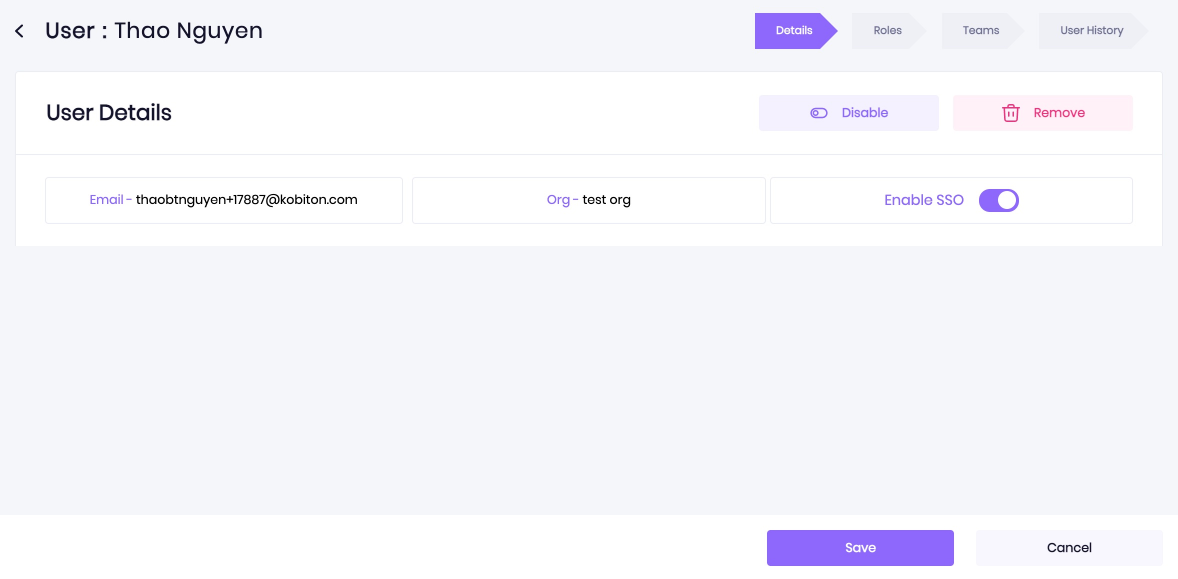 User : Thao Nguyen
Details
Roles
Teams
User History
User Details
Disable
Remove
Email - thaobtnguyen+17887@kobiton.com
Org - test org
Enable SSO
Save
Cancel